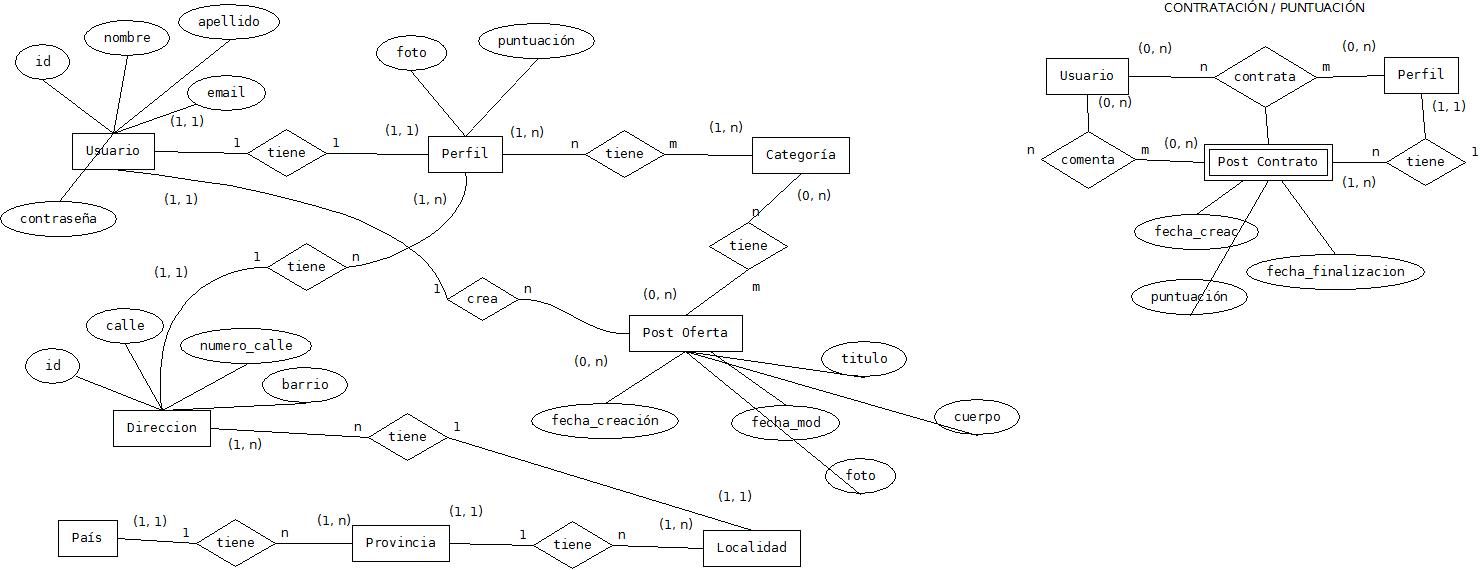 CONTRATACIÓN / PUNTUACIÓN
apellido
nombre
id
email
foto
puntuación
(1, 1)
Usuario
1
tiene
1
(1, 1)
Perfil
(1, n)
n
tiene
m
(1, n)
Categoría
contraseña
(1, 1)
(1, n)
(0, n)
n
tiene
m
1
tiene
n
(1, 1)
1
crea
n
(0, n)
Post Oferta
(0, n)
calle
numero_calle
id
barrio
titulo
cuerpo
fecha_creación
fecha_mod
foto
Direccion
(1, n)
n
tiene
1
(1, 1)
País
(1, 1)
1
tiene
n
(1, n)
Provincia
(1, 1)
1
tiene
n
(1, n)
Localidad
(0, n)
(0, n)
Usuario
n
contrata
m
Perfil
(0, n)
(1, 1)
n
comenta
m
(0, n)
Post Contrato
n
(1, n)
tiene
1
fecha_creac
fecha_finalizacion
puntuación